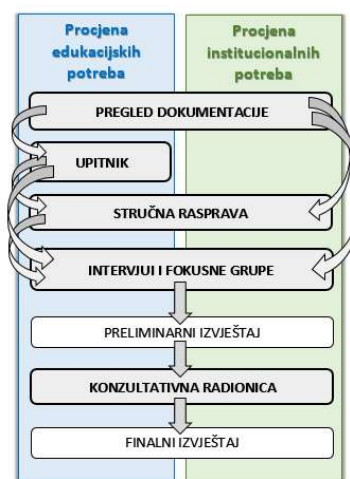 Procjena
edukacijskih
potreba
Procjena
institucionalnih
potreba
PREGLED DOKUMENTACIJE
UPITNIK
STRUČNA RASPRAVA
INTERVJUI I FOKUSNE GRUPE
PRELIMINARNI IZVJEŠTAJ
KONZULTATIVNA RADIONICA
FINALNI IZVJEŠTAJ